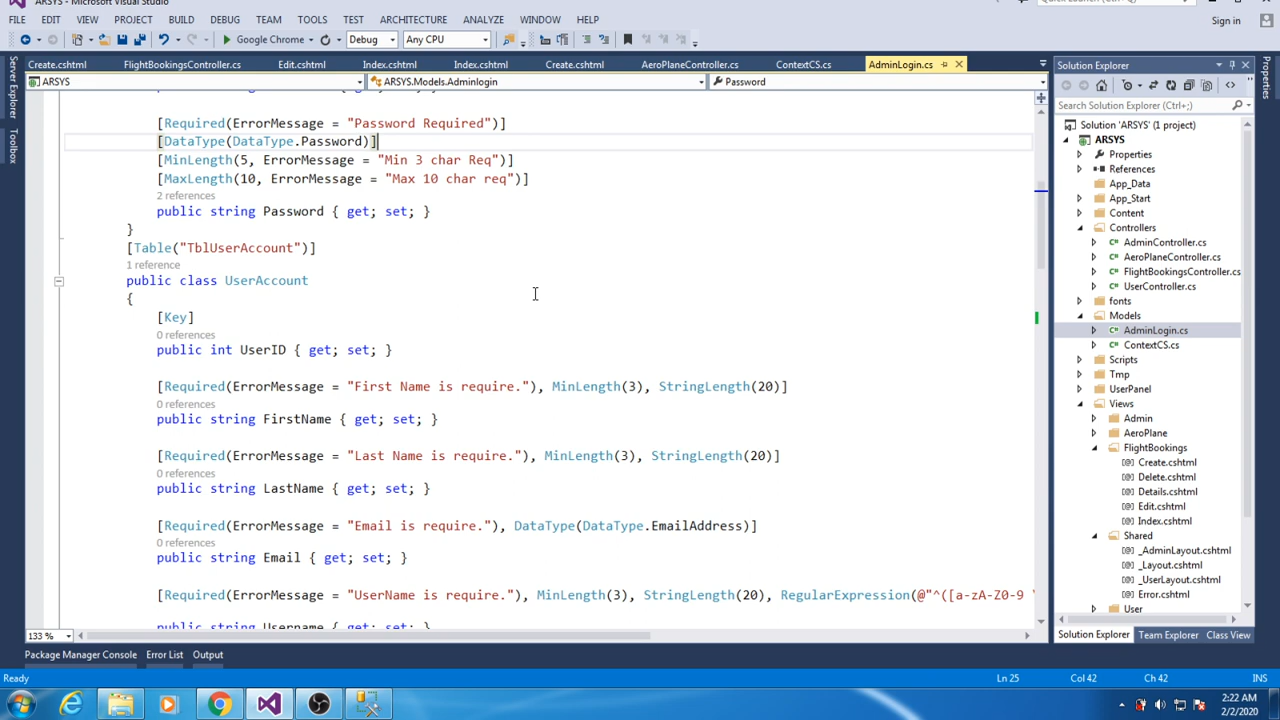 ARSYS - Microsoft Visual Studio
Quick Launch (Ctrl+Q)
FILE EDIT VIEW PROJECT BUILD DEBUG TEAM TOOLS TEST ARCHITECTURE ANALYZE WINDOW HELP
Sign in
Google Chrome Debug Any CPU
Create.cshtml FlightBookingsController.cs Edit.cshtml Index.cshtml Index.cshtml Create.cshtml AeroPlaneController.cs ContextCS.cs AdminLogin.cs
ARSYS ARSYS.Models.Adminlogin Password
Server Explorer
Toolbox
[Required(ErrorMessage = "Password Required")]
[DataType(DataType.Password)]
[MinLength(5, ErrorMessage = "Min 3 char Req")]
[MaxLength(10, ErrorMessage = "Max 10 char req")]
2 references
public string Password { get; set; }
}
[Table("TblUserAccount")]
1 reference
public class UserAccount
{
[Key]
0 references
public int UserID { get; set; }
[Required(ErrorMessage = "First Name is require."), MinLength(3), StringLength(20)]
0 references
public string FirstName { get; set; }
[Required(ErrorMessage = "Last Name is require."), MinLength(3), StringLength(20)]
0 references
public string LastName { get; set; }
[Required(ErrorMessage = "Email is require."), DataType(DataType.EmailAddress)]
0 references
public string Email { get; set; }
[Required(ErrorMessage = "UserName is require."), MinLength(3), StringLength(20), RegularExpression(@"^([a-zA-Z0-9
public string Username { get; set; }
133 %
Solution Explorer
Search Solution Explorer (Ctrl+;)
Solution 'ARSYS' (1 project)
ARSYS
Properties
References
App_Data
App_Start
Content
Controllers
AdminController.cs
AeroPlaneController.cs
FlightBookingsController.cs
UserController.cs
fonts
Models
AdminLogin.cs
ContextCS.cs
Scripts
Tmp
UserPanel
Views
Admin
AeroPlane
FlightBookings
Create.cshtml
Delete.cshtml
Details.cshtml
Edit.cshtml
Index.cshtml
Shared
_AdminLayout.cshtml
_Layout.cshtml
_UserLayout.cshtml
Error.cshtml
User
Solution Explorer Team Explorer Class View
Properties
Package Manager Console Error List Output
Ready Ln 25 Col 42 Ch 42 INS
2:22 AM
2/2/2020